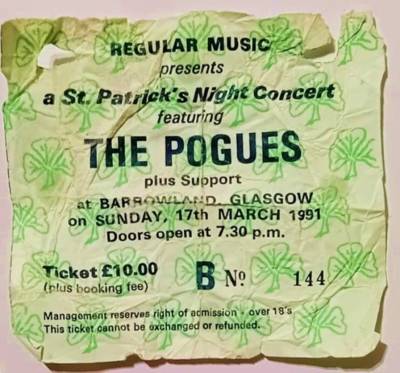 REGULAR MUSIC
presents
a St. Patrick's Night Concert
featuring
THE POGUES
plus Support
at BARROWLAND, GLASGOW
on SUNDAY, 17th MARCH 1991
Doors open at 7.30 p.m.
Ticket £10.00 B Nº 144
(plus booking fee)
Management reserves right of admission - over 18's
This ticket cannot be exchanged or refunded.